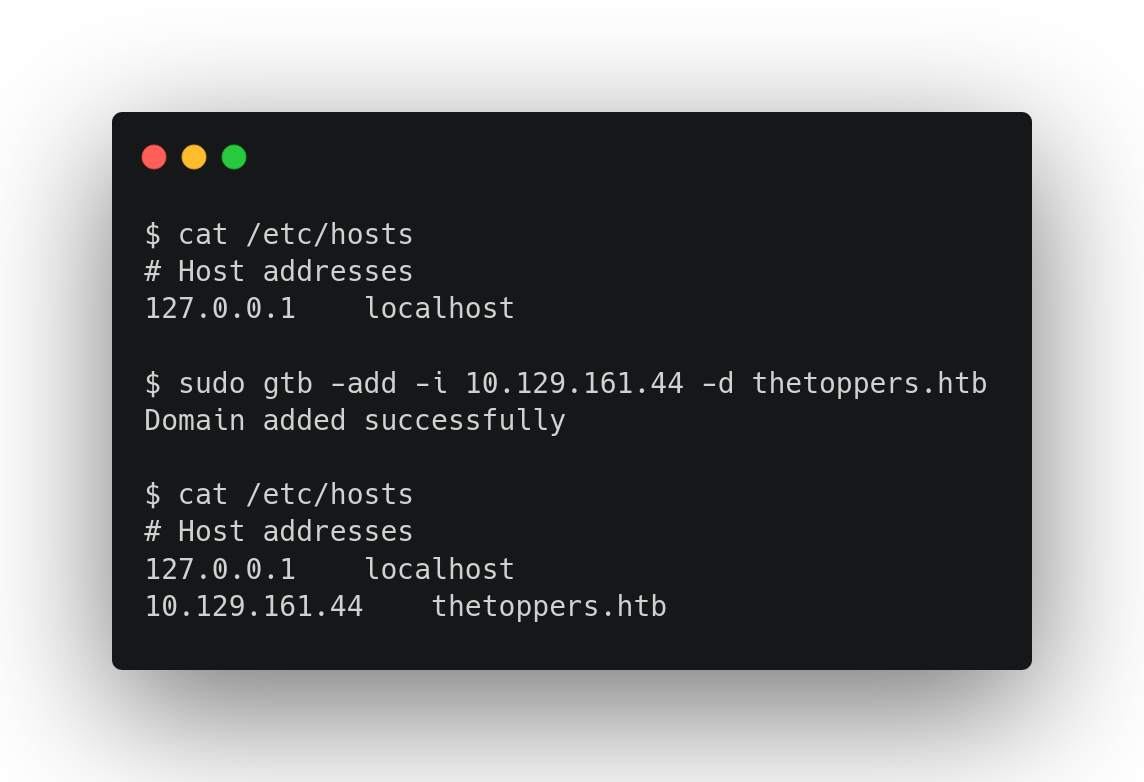 $ cat /etc/hosts
# Host addresses
127.0.0.1    localhost

$ sudo gtb -add -i 10.129.161.44 -d thetoppers.htb
Domain added successfully

$ cat /etc/hosts
# Host addresses
127.0.0.1    localhost
10.129.161.44    thetoppers.htb